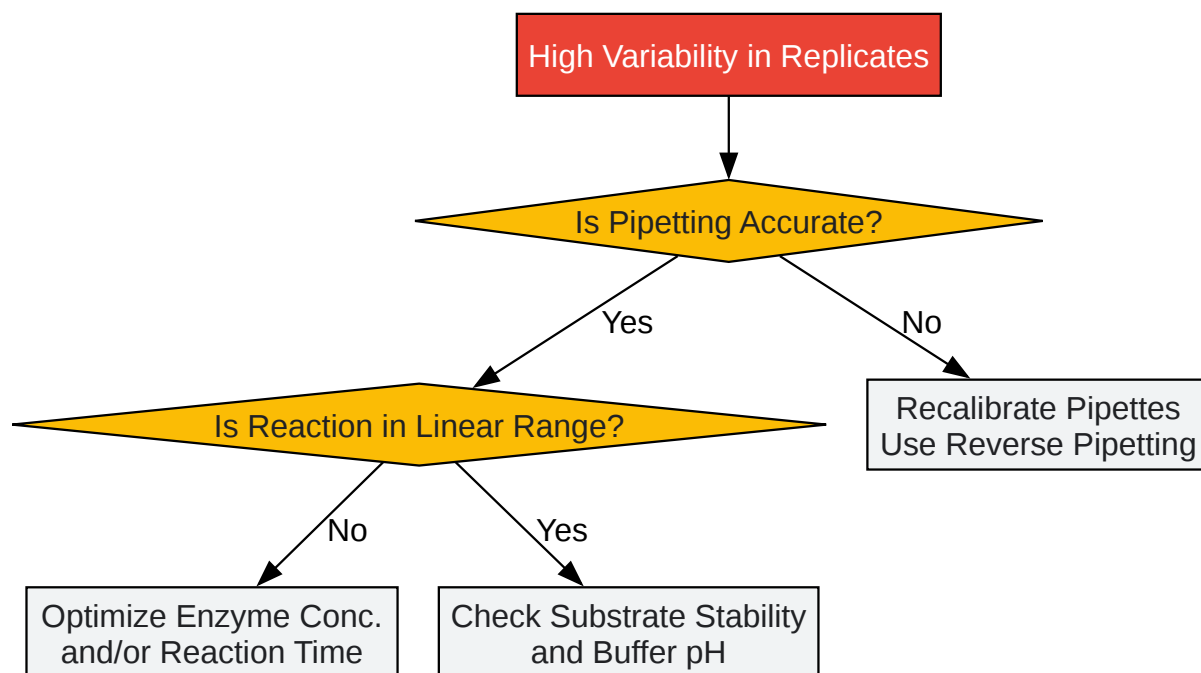 High Variability in Replicates
Is Pipetting Accurate?
Yes
No
Is Reaction in Linear Range?
Recalibrate Pipettes
Use Reverse Pipetting
No
Yes
Optimize Enzyme Conc.
and/or Reaction Time
Check Substrate Stability
and Buffer pH